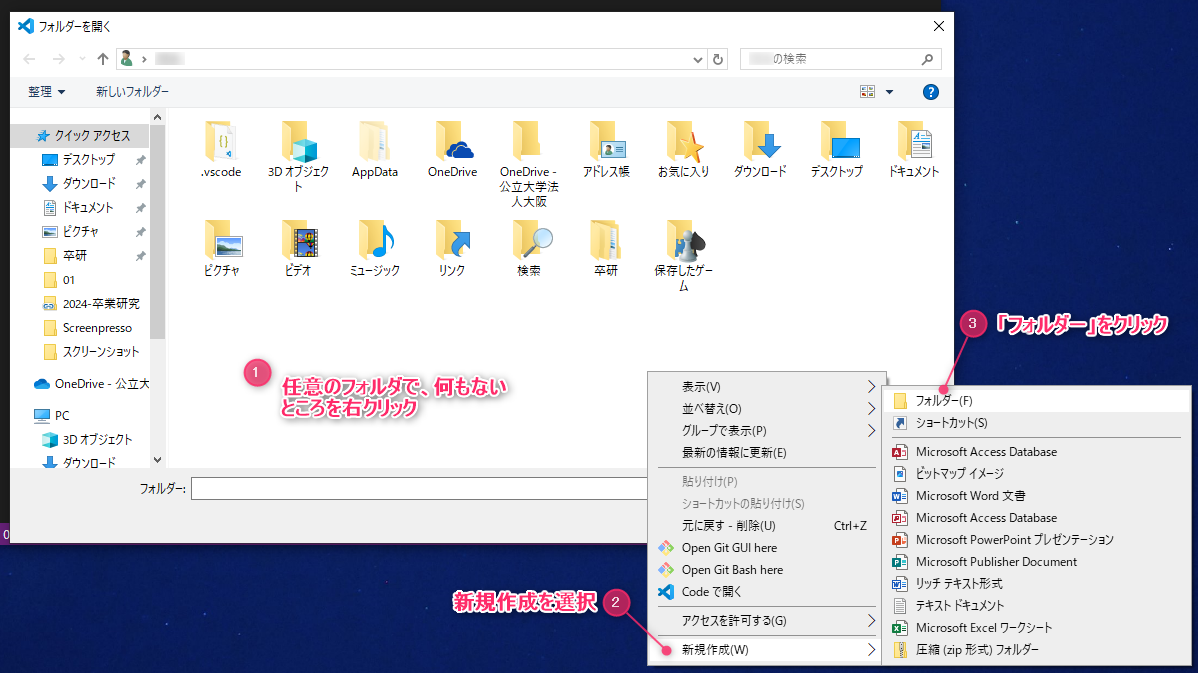 フォルダーを開く
の検索
整理
新しいフォルダー
クイック アクセス
デスクトップ
ダウンロード
ドキュメント
ピクチャ
卒研
01
2024-卒業研究
Screenpresso
スクリーンショット
OneDrive - 公立大
PC
3D オブジェクト
ダウンロード
.vscode
3D オブジェク
ト
AppData
OneDrive
OneDrive -
公立大学法
人大阪
アドレス帳
お気に入り
ダウンロード
デスクトップ
ドキュメント
ピクチャ
ビデオ
ミュージック
リンク
検索
卒研
保存したゲー
ム
1
任意のフォルダで、何もない
ところを右クリック
フォルダー:
0
表示(V)
並べ替え(O)
グループで表示(P)
最新の情報に更新(E)
貼り付け(P)
ショートカットの貼り付け(S)
元に戻す - 削除(U) Ctrl+Z
Open Git GUI here
Open Git Bash here
Code で開く
アクセスを許可する(G)
新規作成(W)
新規作成を選択 2
3 「フォルダー」をクリック
フォルダー(F)
ショートカット(S)
Microsoft Access Database
ビットマップ イメージ
Microsoft Word 文書
Microsoft Access Database
Microsoft PowerPoint プレゼンテーション
Microsoft Publisher Document
リッチ テキスト形式
テキスト ドキュメント
Microsoft Excel ワークシート
圧縮 (zip 形式) フォルダー